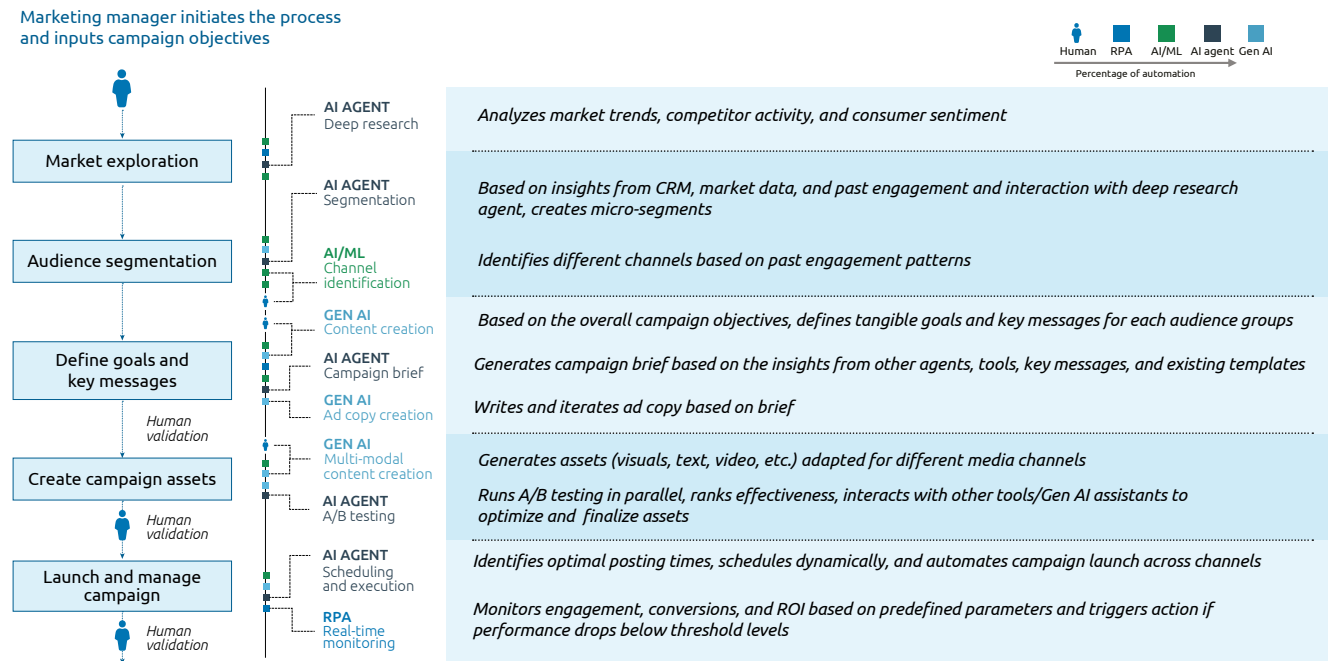 Marketing manager initiates the process
and inputs campaign objectives
Human RPA AI/ML AI agent Gen AI
Percentage of automation
Market exploration
AI AGENT
Deep research
Analyzes market trends, competitor activity, and consumer sentiment
Audience segmentation
AI AGENT
Segmentation
Based on insights from CRM, market data, and past engagement and interaction with deep research
agent, creates micro-segments
AI/ML
Channel
identification
Identifies different channels based on past engagement patterns
Define goals and
key messages
GEN AI
Content creation
Based on the overall campaign objectives, defines tangible goals and key messages for each audience groups
AI AGENT
Campaign brief
Generates campaign brief based on the insights from other agents, tools, key messages, and existing templates
GEN AI
Ad copy creation
Writes and iterates ad copy based on brief
Human
validation
Create campaign assets
GEN AI
Multi-modal
content creation
Generates assets (visuals, text, video, etc.) adapted for different media channels
AI AGENT
A/B testing
Runs A/B testing in parallel, ranks effectiveness, interacts with other tools/Gen AI assistants to
optimize and finalize assets
Human
validation
Launch and manage
campaign
AI AGENT
Scheduling
and execution
Identifies optimal posting times, schedules dynamically, and automates campaign launch across channels
RPA
Real-time
monitoring
Monitors engagement, conversions, and ROI based on predefined parameters and triggers action if
performance drops below threshold levels
Human
validation